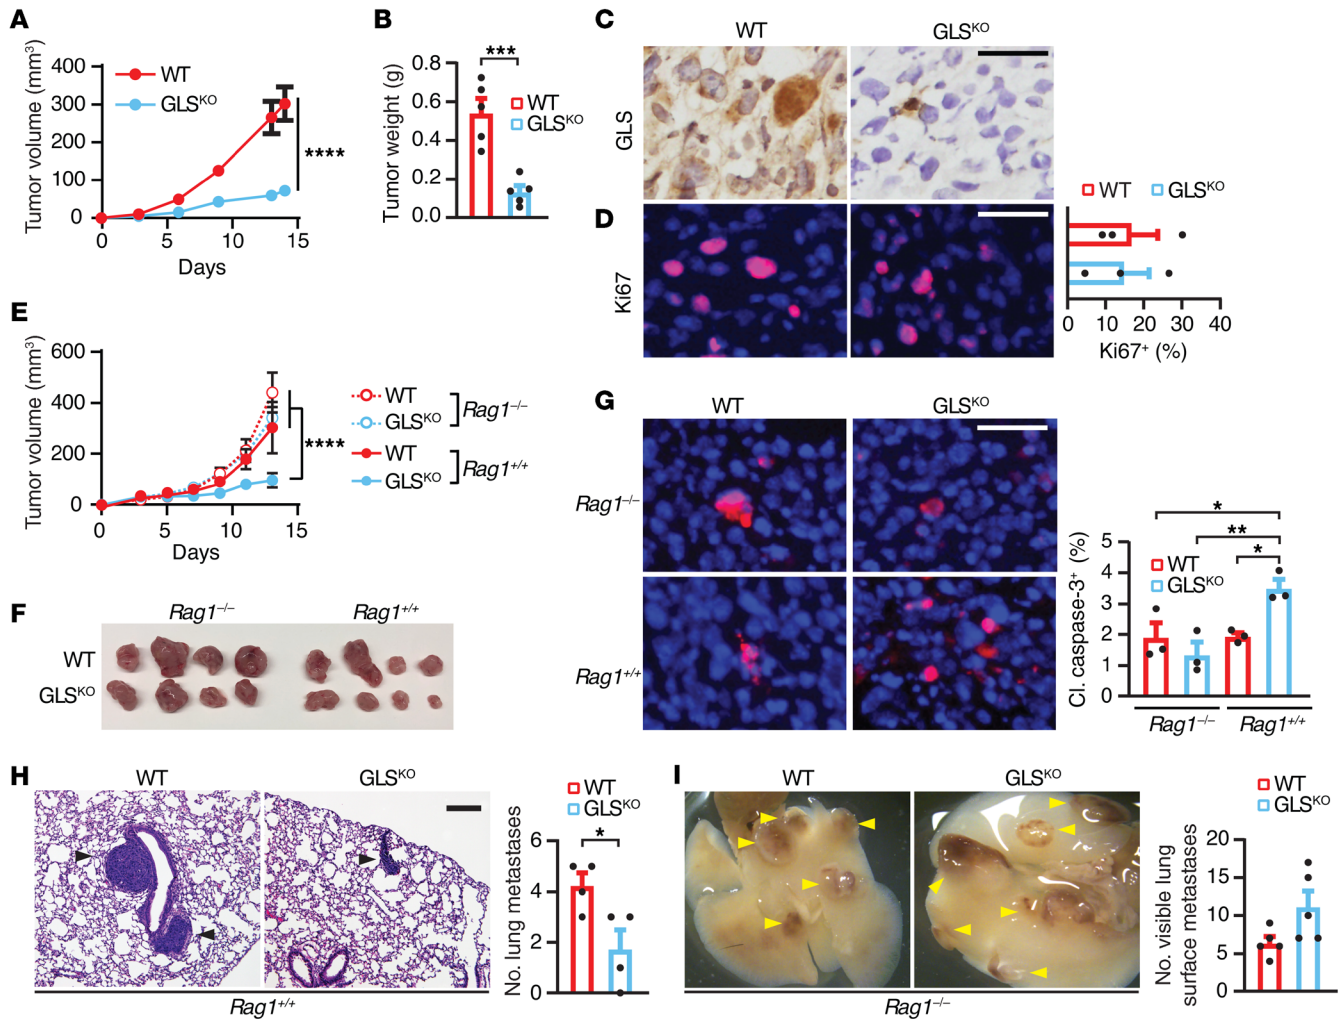 A
Tumor volume (mm³)
400
300
200
100
0
WT
GLSᴷᴼ
****
0
5
10
15
Days
B
Tumor weight (g)
0.8
0.6
0.4
0.2
0.0
***
WT
GLSᴷᴼ
C
WT
GLSᴷᴼ
GLS
D
Ki67
WT
GLSᴷᴼ
0
10
20
30
40
Ki67⁺ (%)
E
Tumor volume (mm³)
600
400
200
0
0
5
10
15
Days
****
WT
GLSᴷᴼ
Rag1⁻/⁻
WT
GLSᴷᴼ
Rag1⁺/⁺
F
Rag1⁻/⁻
Rag1⁺/⁺
WT
GLSᴷᴼ
G
WT
GLSᴷᴼ
Rag1⁻/⁻
Rag1⁺/⁺
Cl. caspase-3⁺ (%)
5
4
3
2
1
0
*
**
*
WT
GLSᴷᴼ
Rag1⁻/⁻
Rag1⁺/⁺
H
WT
GLSᴷᴼ
Rag1⁺/⁺
No. lung metastases
6
4
2
0
WT
GLSᴷᴼ
*
I
WT
GLSᴷᴼ
Rag1⁻/⁻
No. visible lung
surface metastases
20
15
10
5
0
WT
GLSᴷᴼ